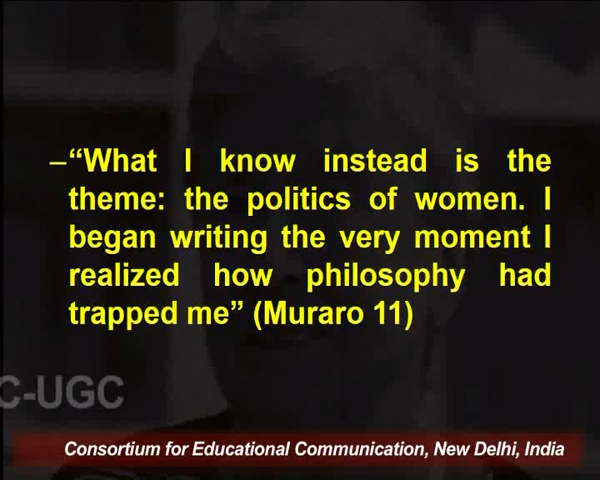 –“What I know instead is the
theme: the politics of women. I
began writing the very moment I
realized how philosophy had
trapped me” (Muraro 11)
C-UGC
Consortium for Educational Communication, New Delhi, India